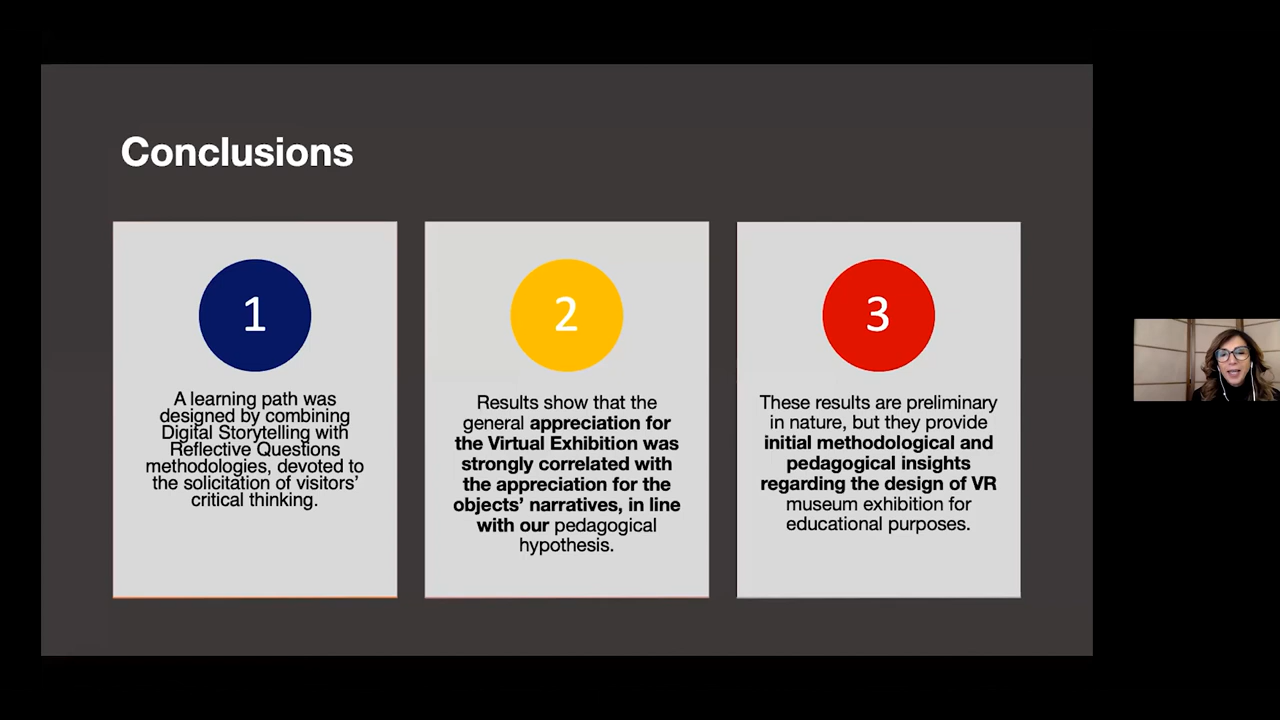 Conclusions
1
A learning path was
designed by combining
Digital Storytelling with
Reflective Questions
methodologies, devoted to
the solicitation of visitors’
critical thinking.
2
Results show that the
general appreciation for
the Virtual Exhibition was
strongly correlated with
the appreciation for the
objects’ narratives, in line
with our pedagogical
hypothesis.
3
These results are preliminary
in nature, but they provide
initial methodological and
pedagogical insights
regarding the design of VR
museum exhibition for
educational purposes.